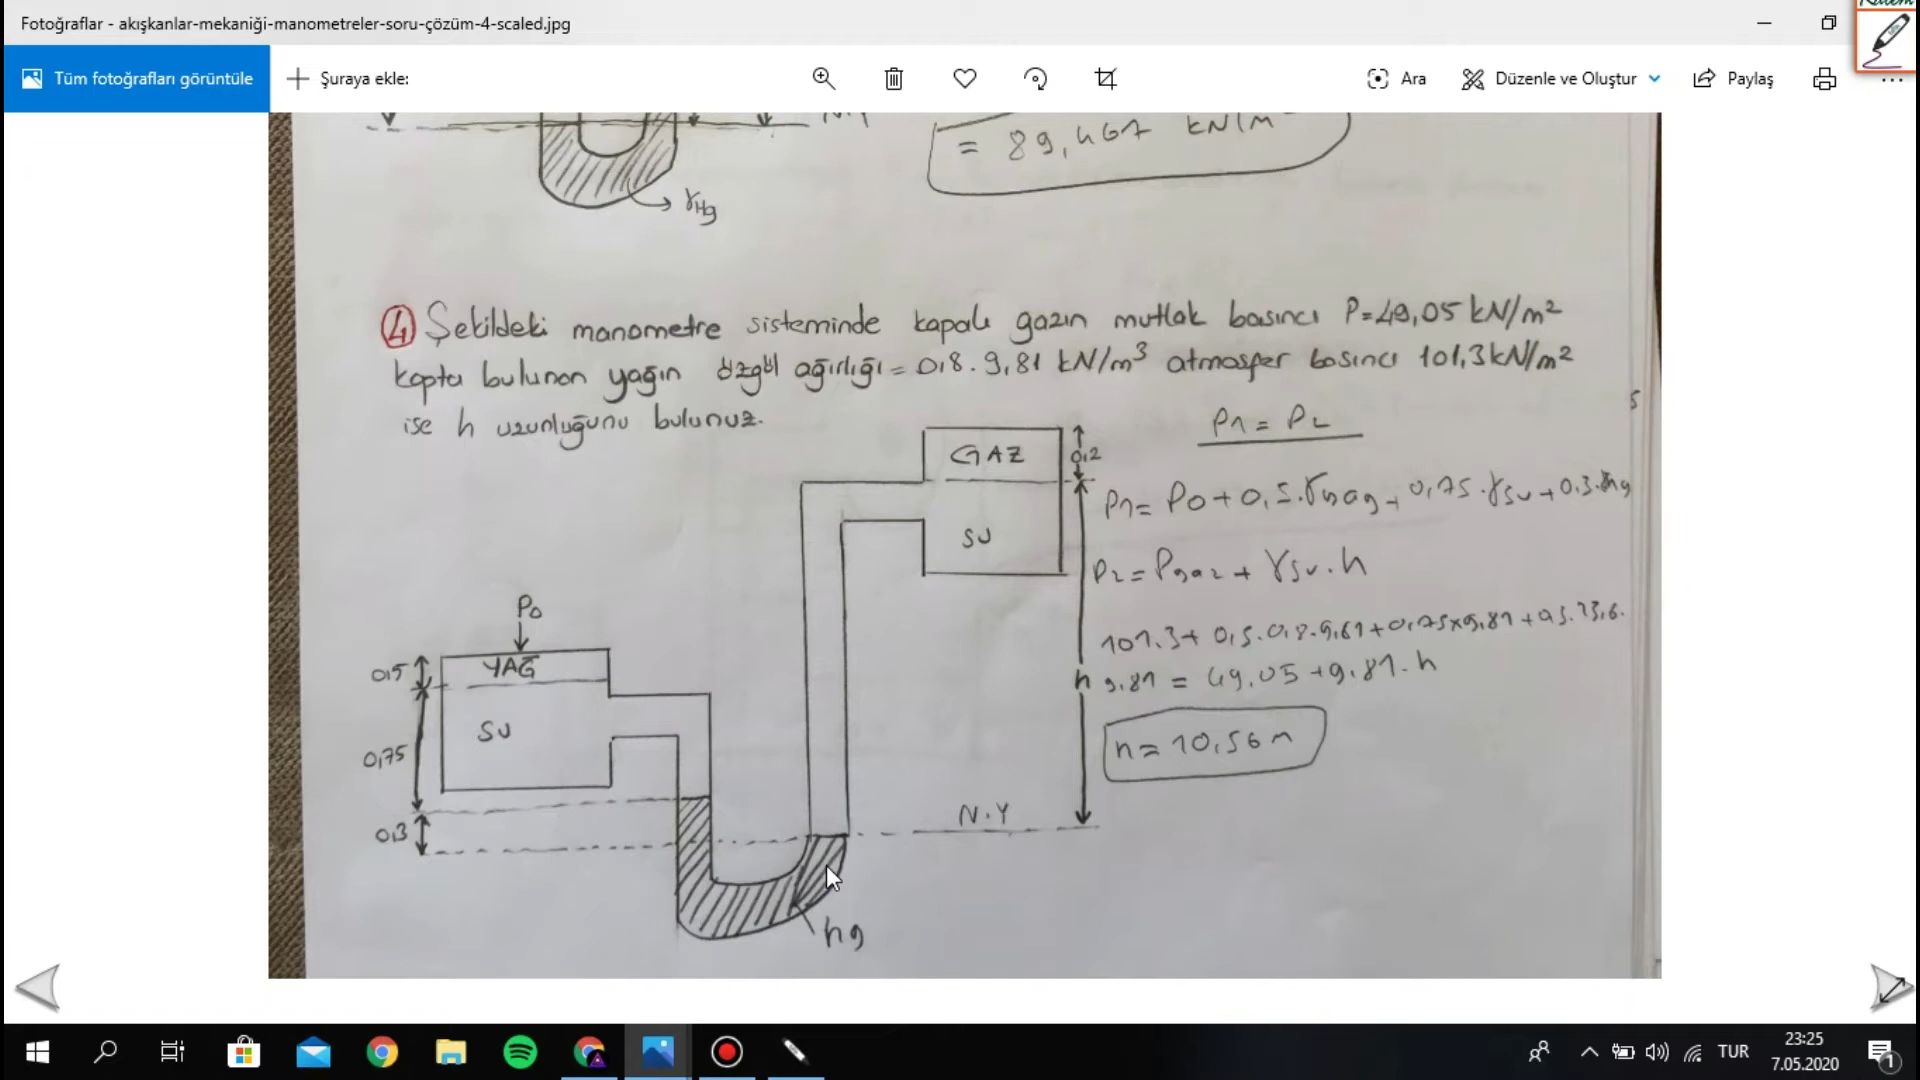 Fotoğraflar - akışkanlar-mekaniği-manometreler-soru-çözüm-4-scaled.jpg
Tüm fotoğrafları görüntüle
Şuraya ekle:
Ara
Düzenle ve Oluştur
Paylaş
= 89,467 kN/m
γHg
4 Şekildeki manometre sisteminde kapalı gazın mutlak basıncı P=49,05 kN/m²
kapta bulunan yağın özgül ağırlığı = 0,8 . 9,81 kN/m³ atmosfer basıncı 101,3 kN/m²
ise h uzunluğunu bulunuz.
P1 = P2
GAZ
0,2
P1 = P0 + 0,5.γyağ + 0,75.γsu + 0.3.γHg
SU
P2 = Pgaz + γsu.h
P0
101.3 + 0,5.0,8.9,81 + 0,75x9,81 + 0,3.13,6.
0,5
YAĞ
h
9.81 = 49.05 + 9.81.h
SU
0,75
h = 10,56 m
N.Y
0,3
hg
TUR
23:25
7.05.2020
1